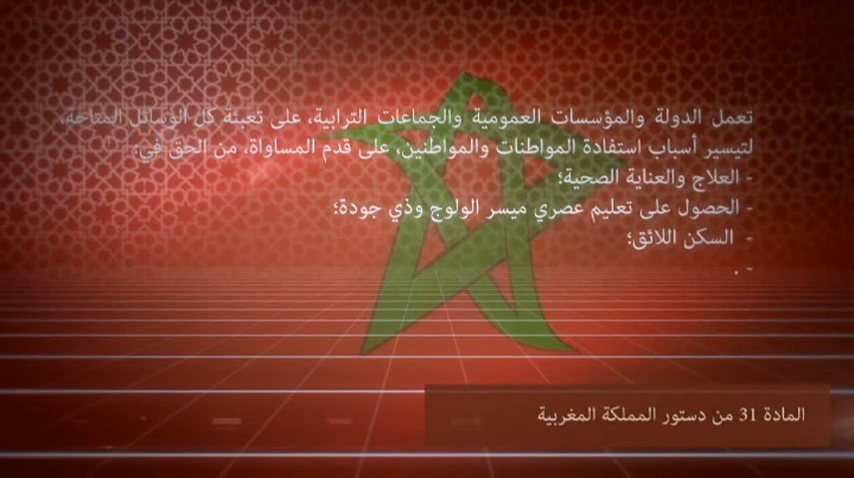 تعمل الدولة والمؤسسات العمومية والجماعات الترابية، على تعبئة كل الوسائل المتاحة،
لتيسير أسباب استفادة المواطنات والمواطنين، على قدم المساواة، من الحق في:
- العلاج والعناية الصحية؛
- الحصول على تعليم عصري ميسر الولوج وذي جودة؛
- السكن اللائق؛
- .
المادة 31 من دستور المملكة المغربية